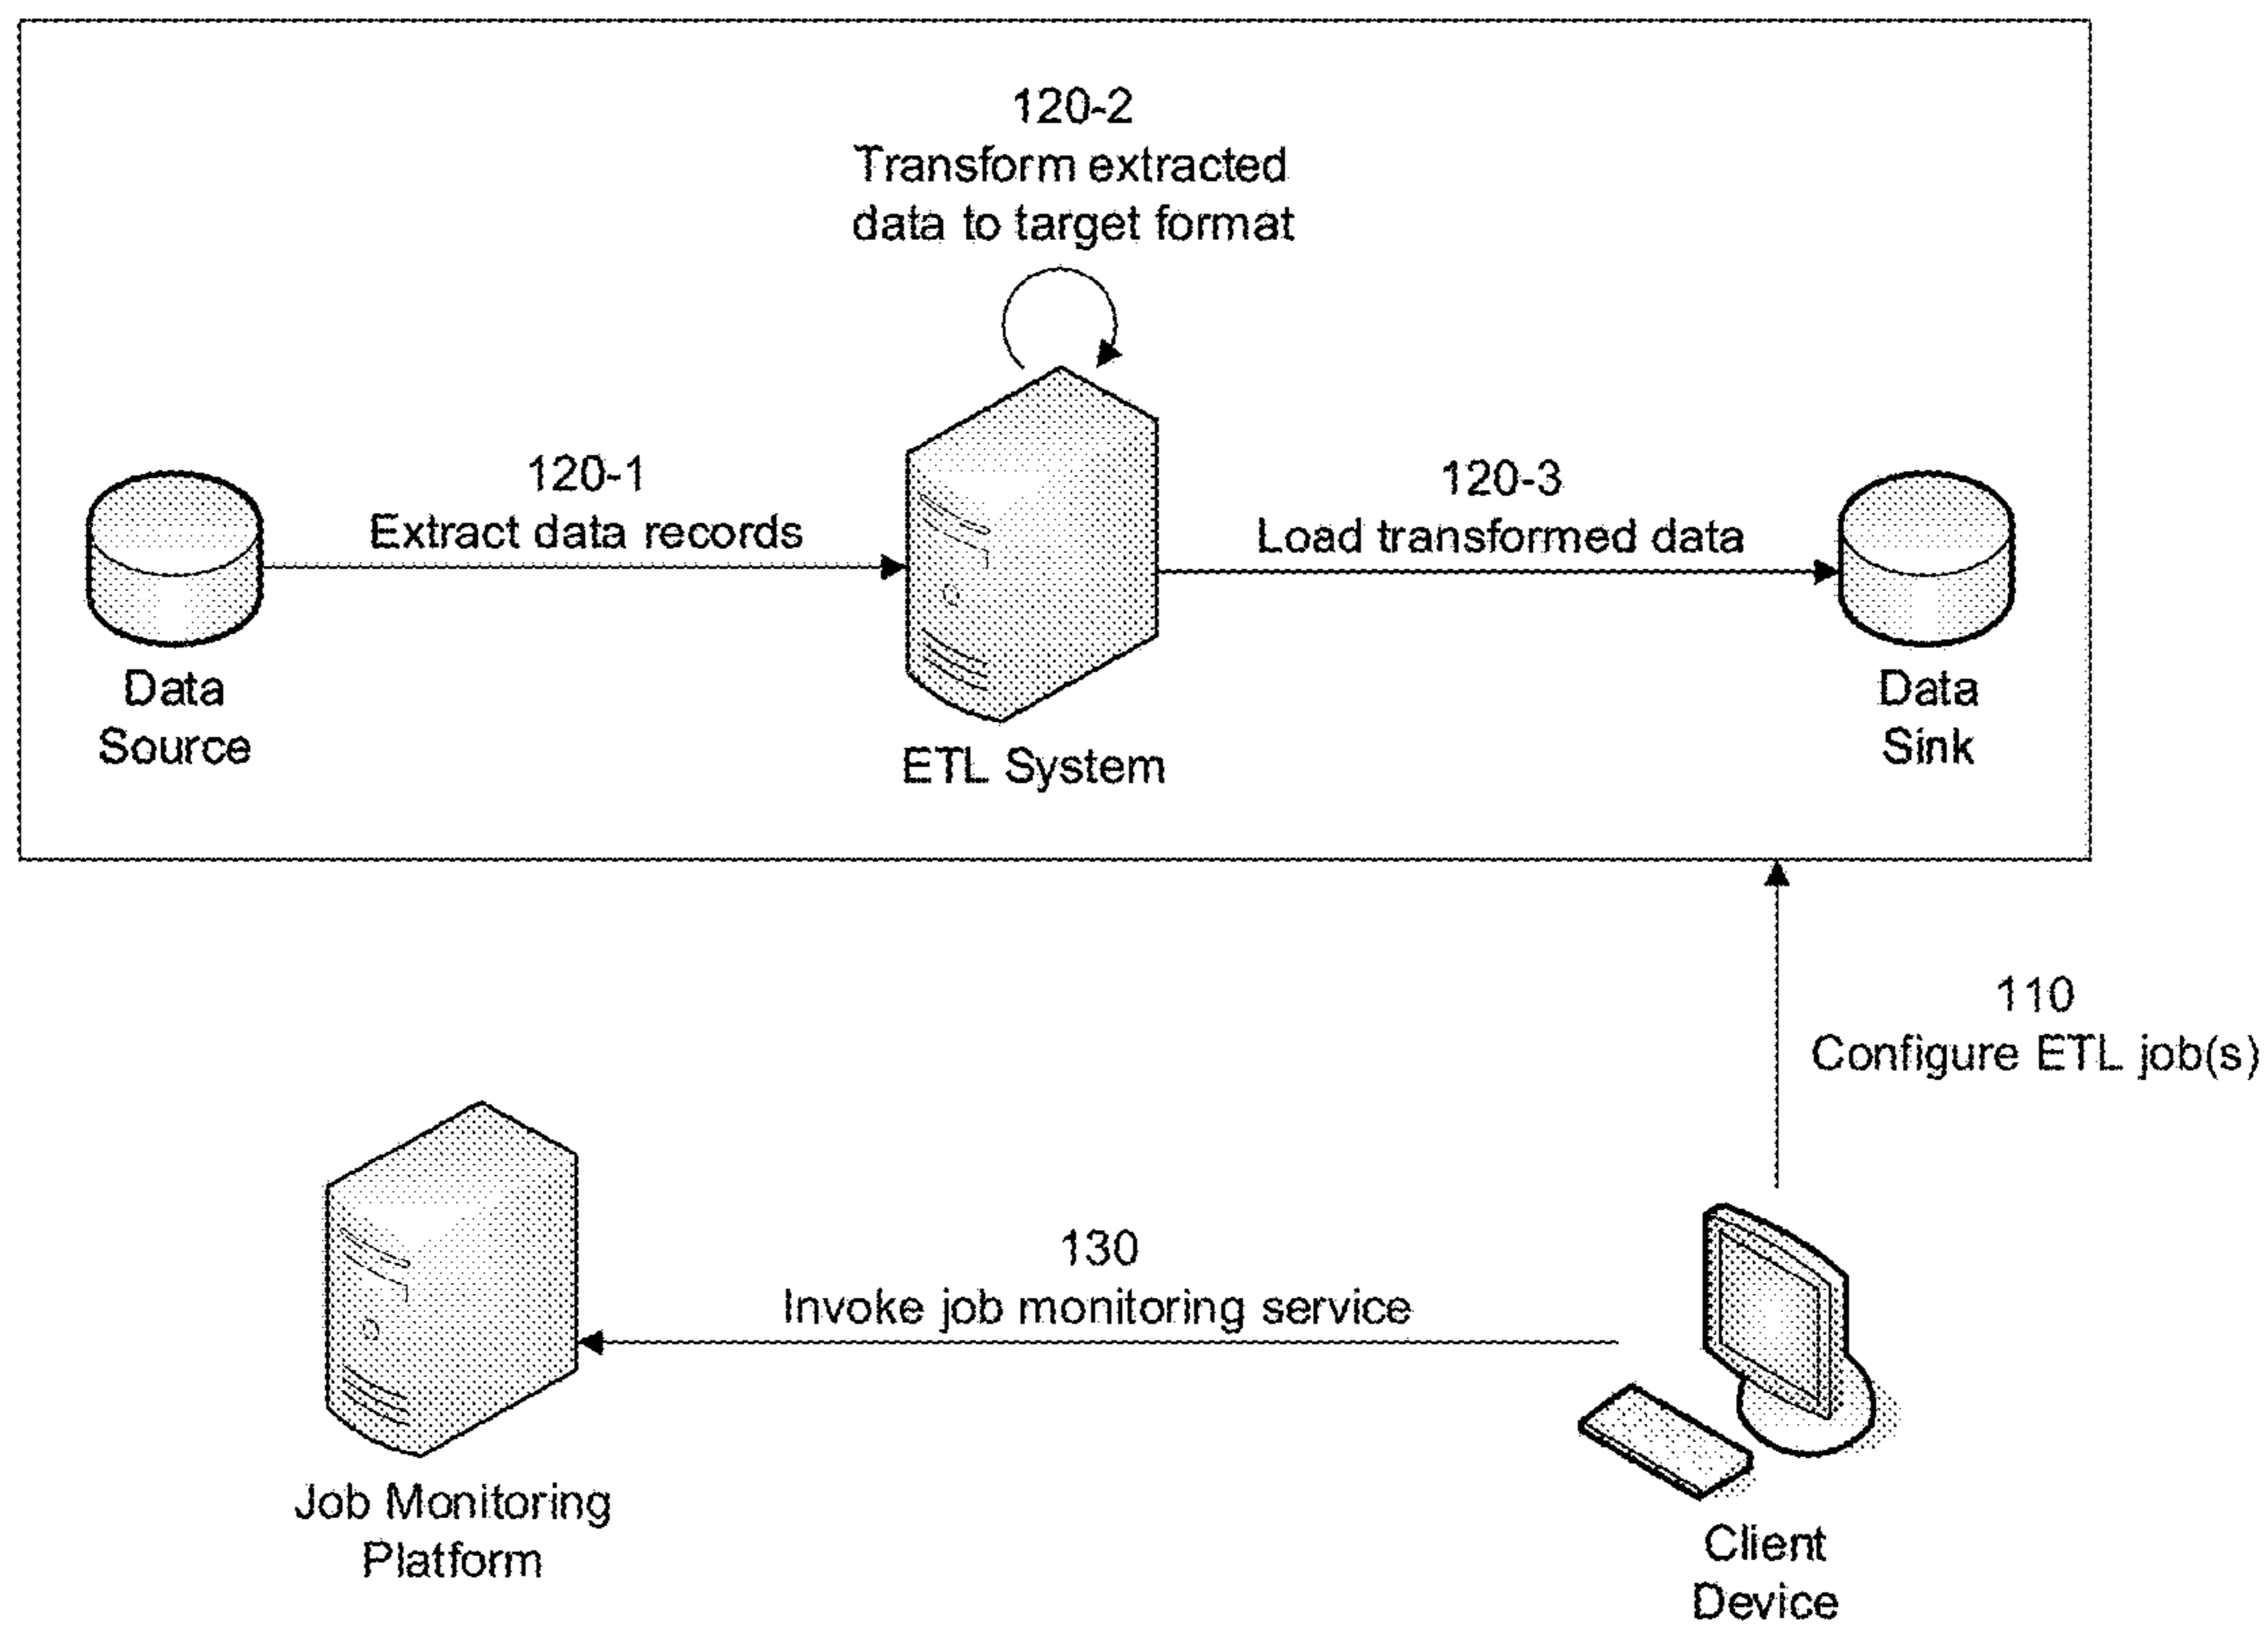 120-2
Transform extracted
data to target format
120-1
Extract data records
120-3
Load transformed data
Data
Source
ETL System
Data
Sink
110
Configure ETL job(s)
130
Invoke job monitoring service
Job Monitoring
Platform
Client
Device